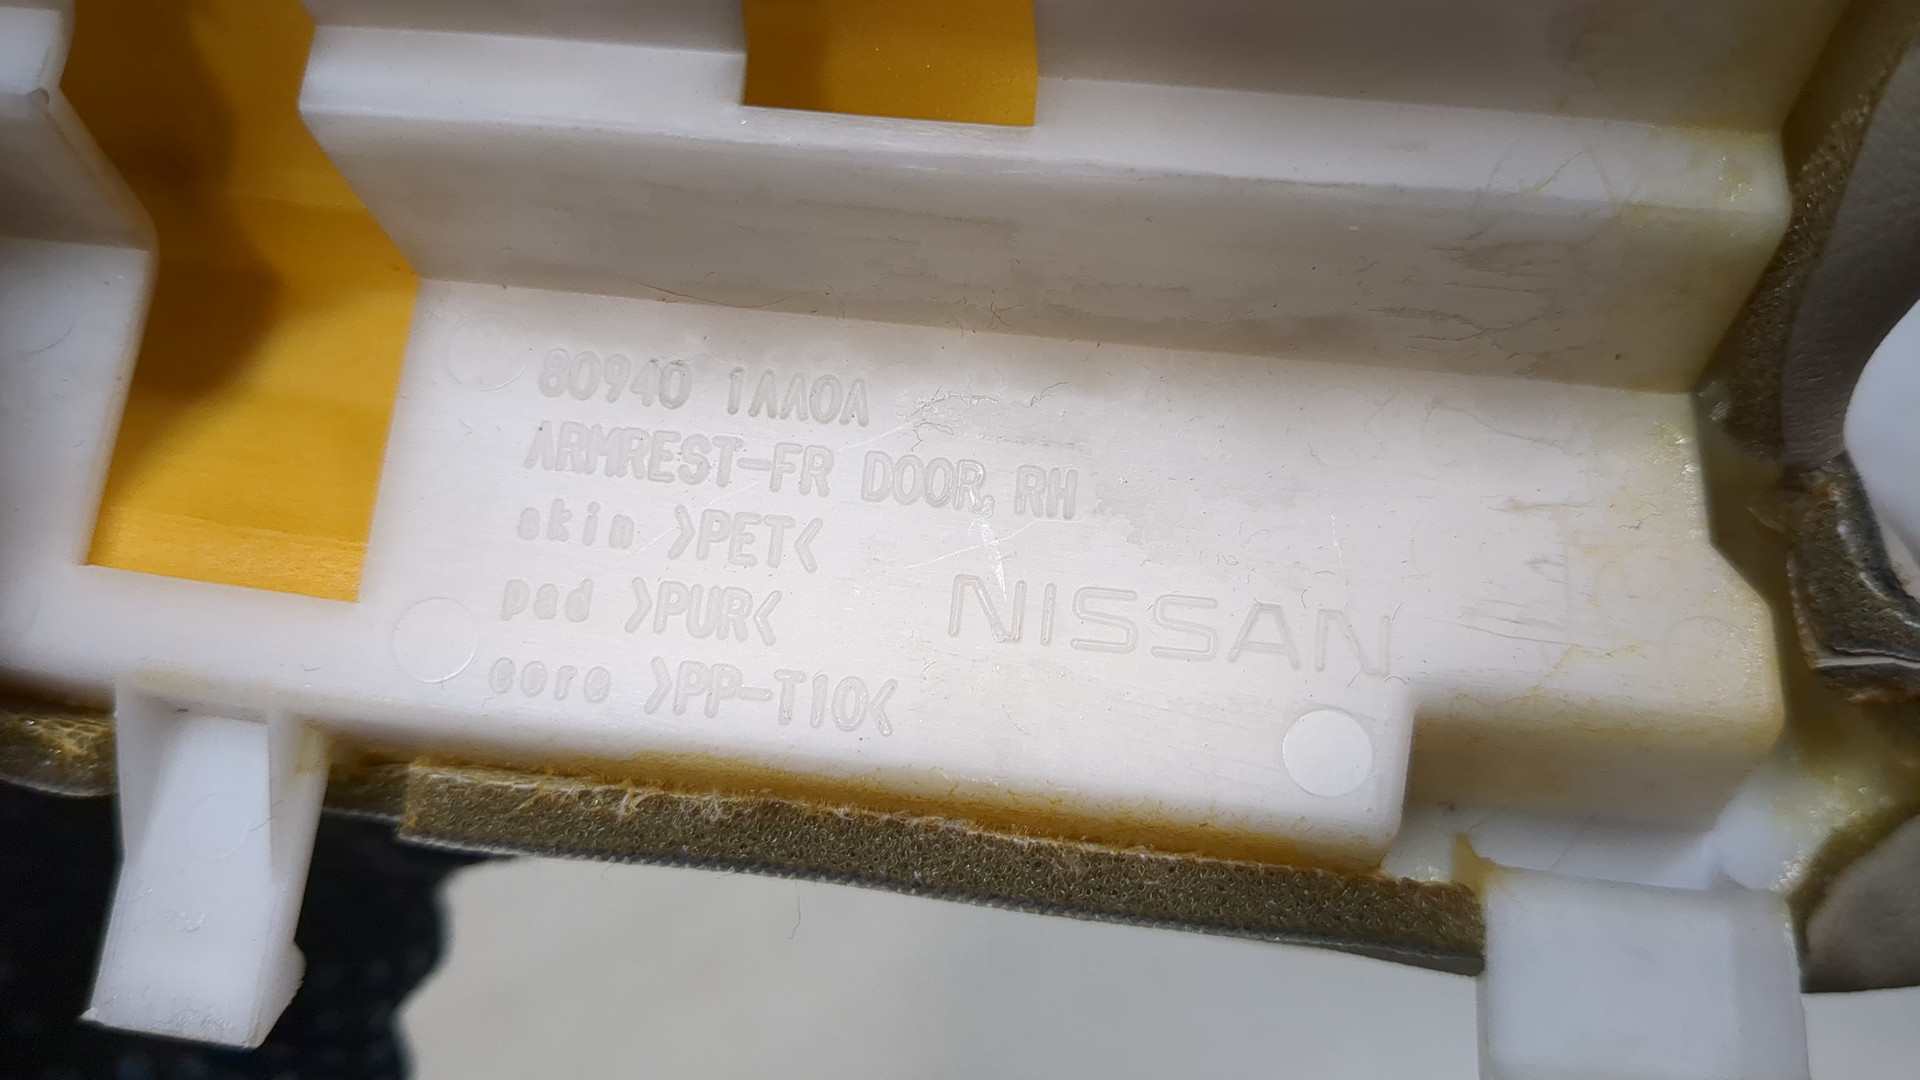 80940 1AA0A
ARMREST-FR DOOR, RH
skin >PET<
pad >PUR<
core >PP-T10<
NISSAN